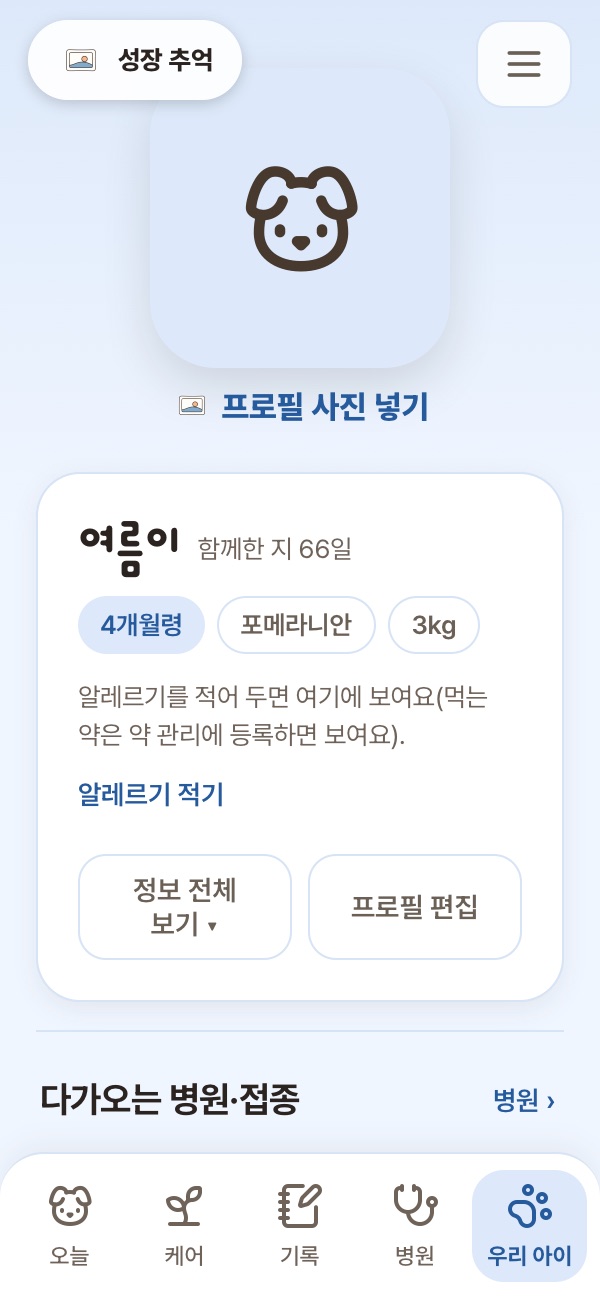 성장 추억
프로필 사진 넣기
여름이 함께한 지 66일
4개월령 포메라니안 3kg
알레르기를 적어 두면 여기에 보여요(먹는
약은 약 관리에 등록하면 보여요).
알레르기 적기
정보 전체
보기 ▾
프로필 편집
다가오는 병원·접종 병원 ›
오늘 케어 기록 병원 우리 아이